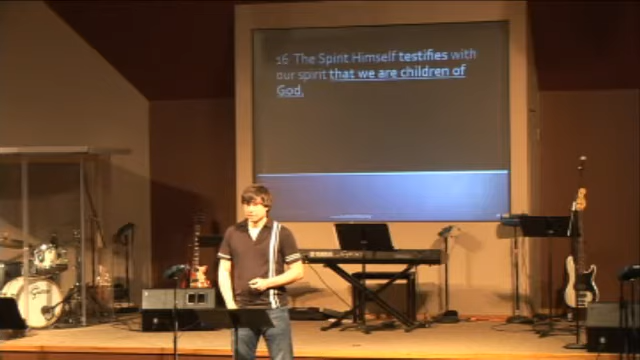 16 The Spirit Himself testifies with
our spirit that we are children of
God.